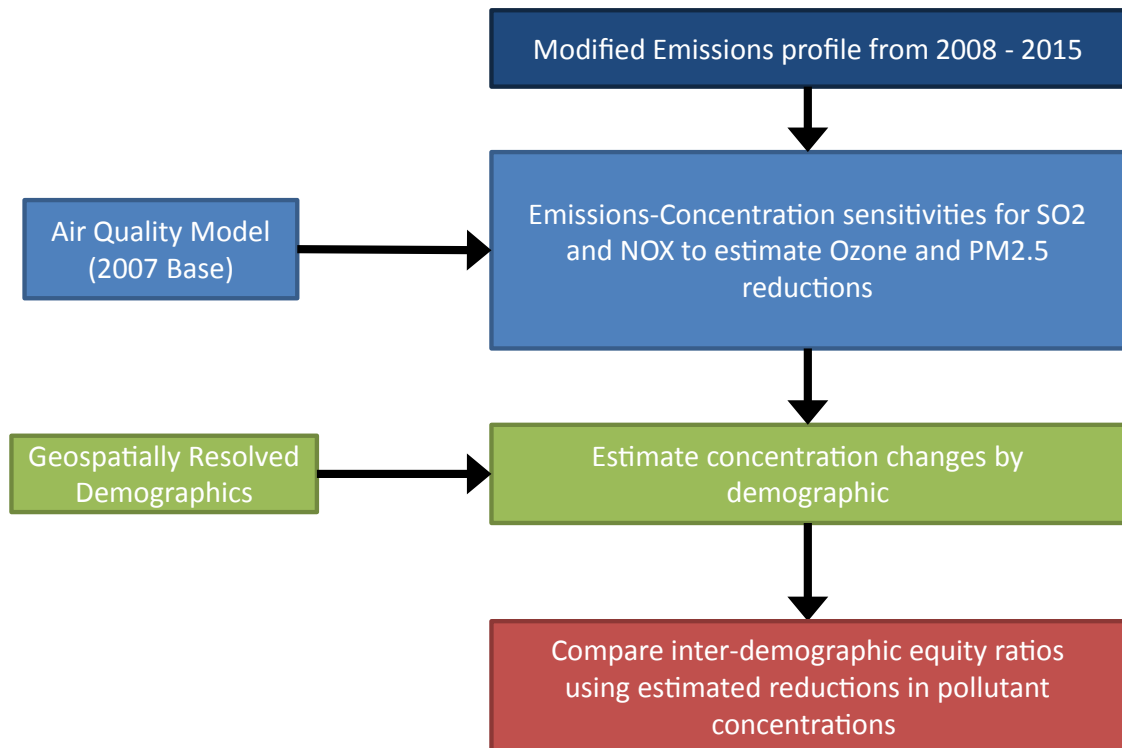 Modified Emissions profile from 2008 - 2015
Air Quality Model
(2007 Base)
Emissions-Concentration sensitivities for SO2
and NOX to estimate Ozone and PM2.5
reductions
Geospatially Resolved
Demographics
Estimate concentration changes by
demographic
Compare inter-demographic equity ratios
using estimated reductions in pollutant
concentrations